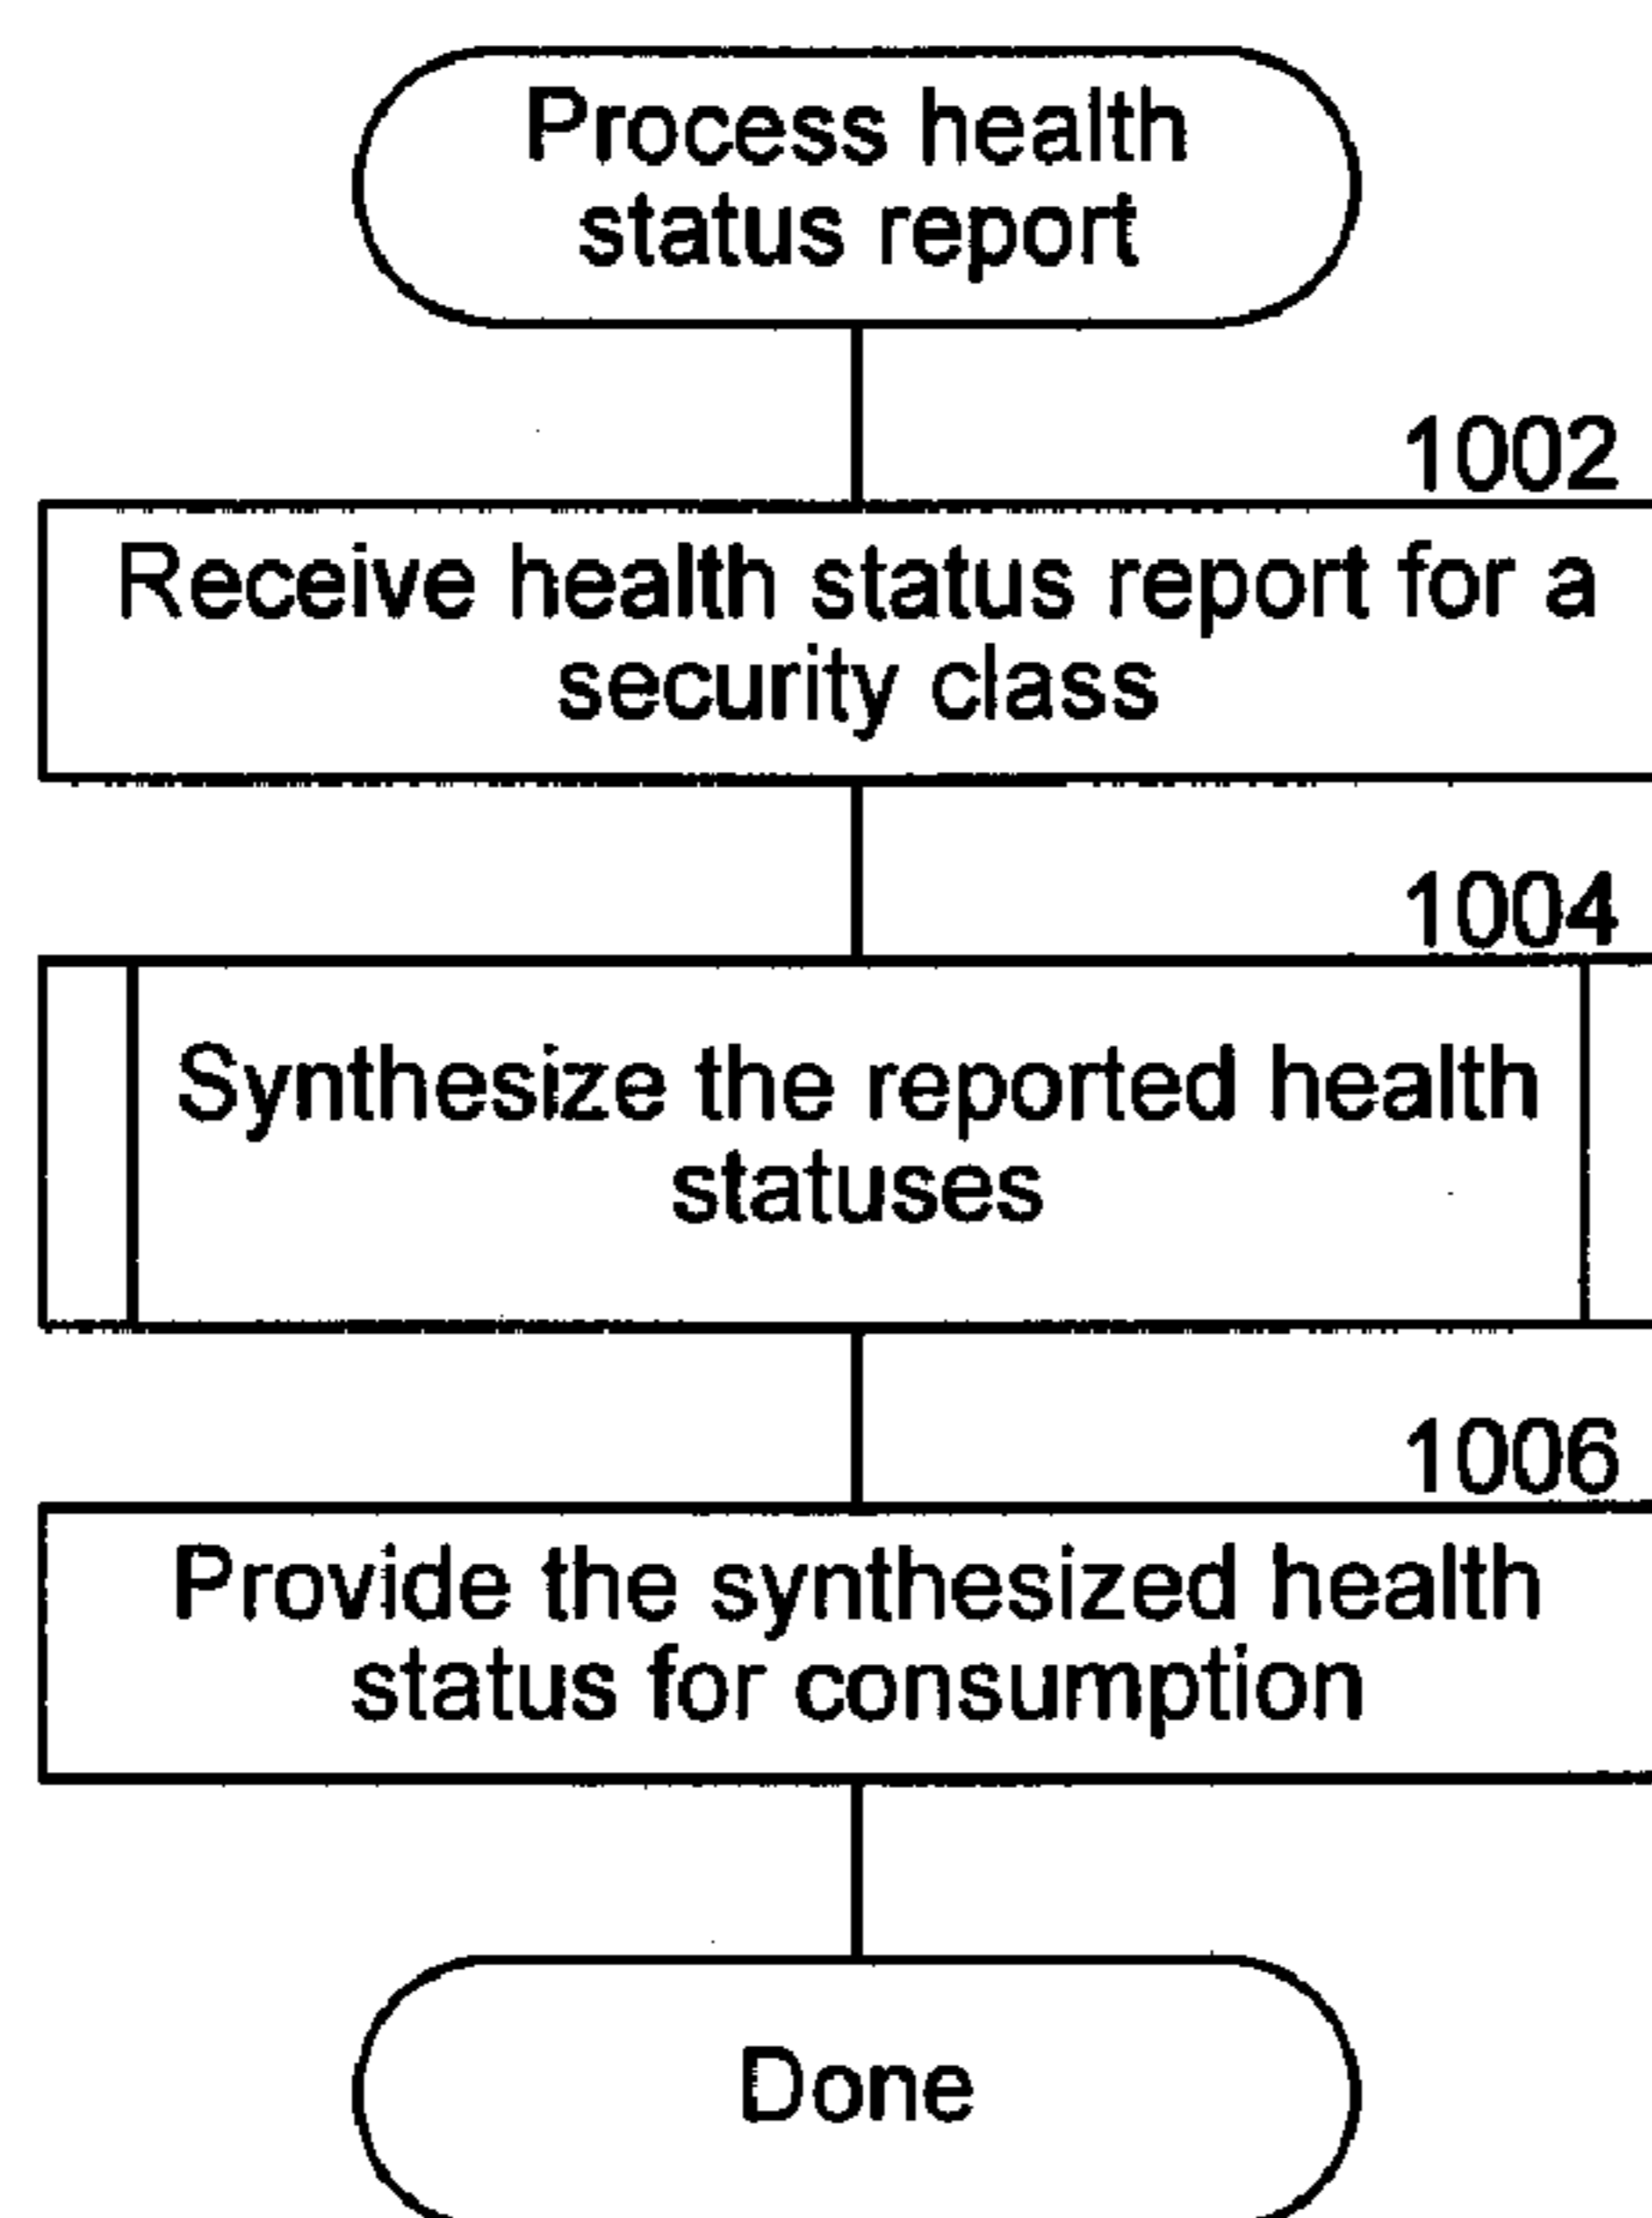 Process health
status report
1002
Receive health status report for a
security class
1004
Synthesize the reported health
statuses
1006
Provide the synthesized health
status for consumption
Done